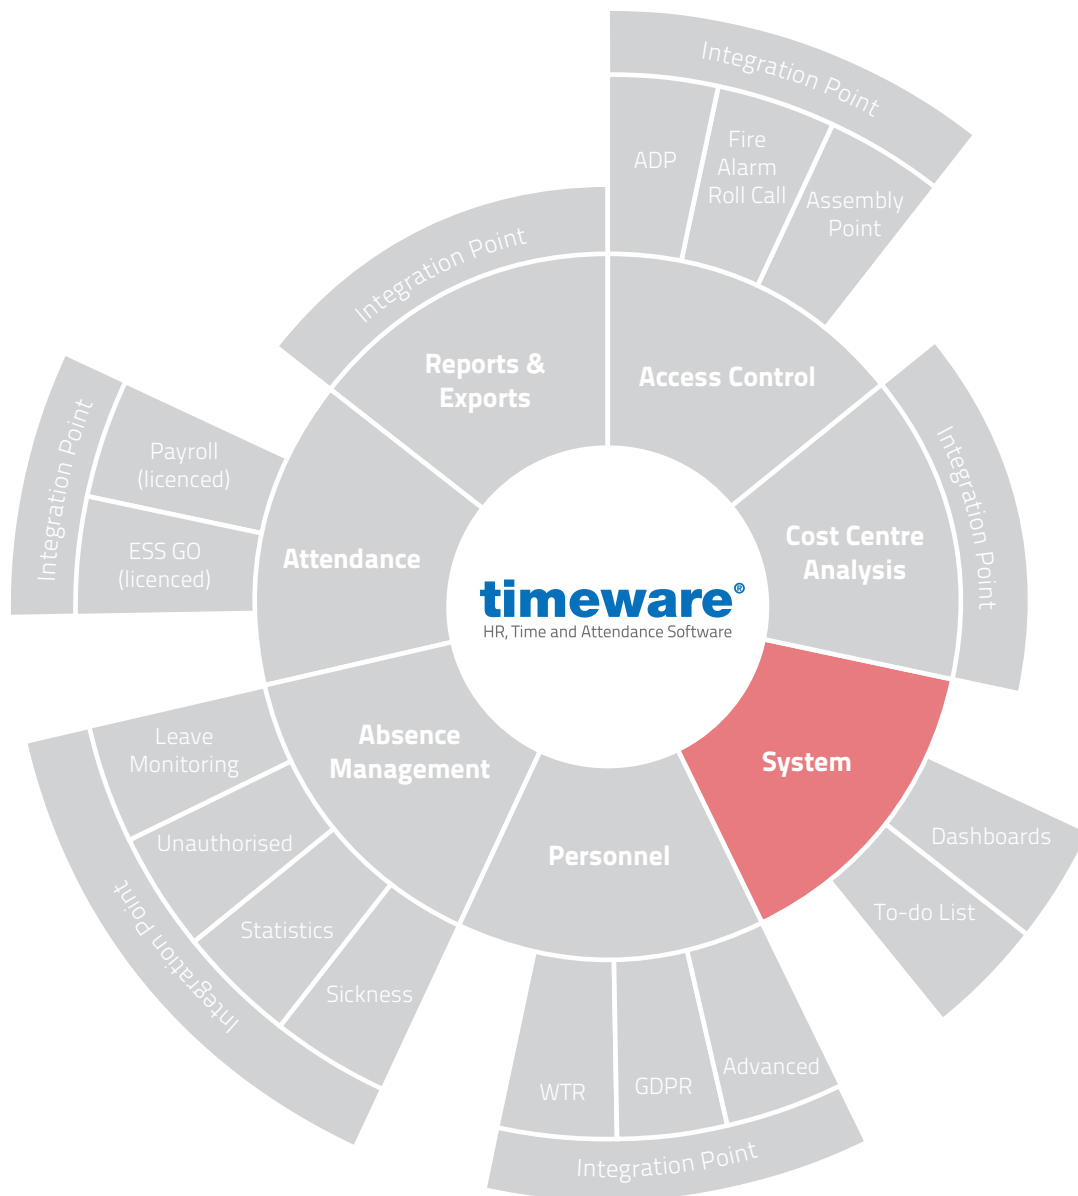 Integration Point
ADP
Fire
Alarm
Roll Call
Assembly
Point
Integration Point
Reports &
Exports
Access Control
Integration Point
Cost Centre
Analysis
Integration Point
Payroll
(licenced)
ESS GO
(licenced)
Attendance
timeware®
HR, Time and Attendance Software
System
Dashboards
To-do List
Absence
Management
Leave
Monitoring
Unauthorised
Statistics
Sickness
Integration Point
Personnel
WTR
GDPR
Advanced
Integration Point